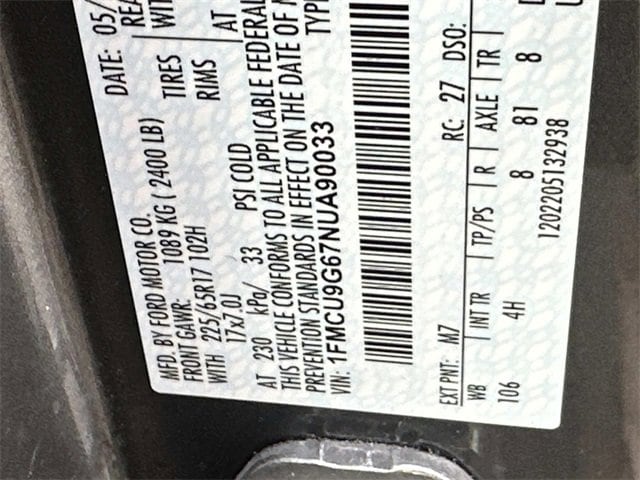 MFD. BY FORD MOTOR CO.
DATE: 05/
FRONT GAWR: 1089 KG ( 2400 LB)
WITH 225/65R17 102H TIRES
17x7.0J RIMS
AT 230 kPa/ 33 PSI COLD AT
THIS VEHICLE CONFORMS TO ALL APPLICABLE FEDERAL
PREVENTION STANDARDS IN EFFECT ON THE DATE OF
VIN: 1FMCU9G67NUA90033
EXT PNT: M7 RC: 27 DSO:
WB INT TR TP/PS R AXLE TR
106 4H 8 81 8
1202205132938